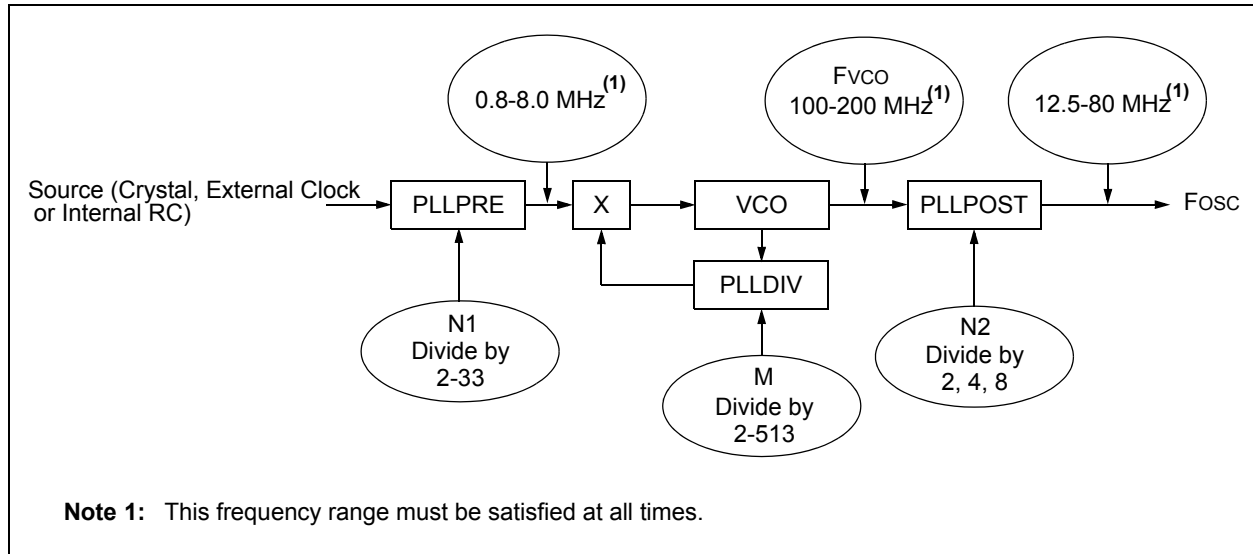 0.8-8.0 MHz(1)
FVCO
100-200 MHz(1)
12.5-80 MHz(1)
Source (Crystal, External Clock
or Internal RC)
PLLPRE
X
VCO
PLLPOST
FOSC
PLLDIV
N1
Divide by
2-33
M
Divide by
2-513
N2
Divide by
2, 4, 8
Note 1: This frequency range must be satisfied at all times.